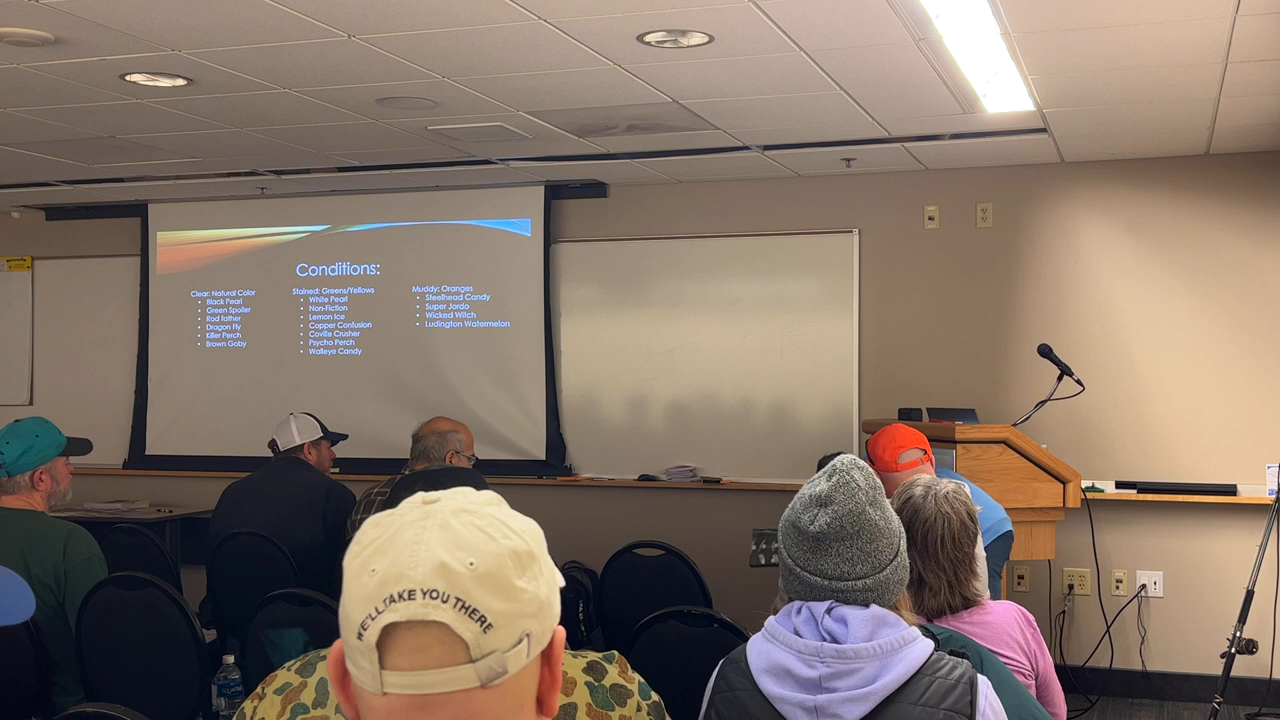 Conditions:
Clear: Natural Color
• Black Pearl
• Green Spoiler
• Rod father
• Dragon Fly
• Killer Perch
• Brown Goby
Stained: Greens/Yellows
• White Pearl
• Non-Fiction
• Lemon Ice
• Copper Confusion
• Coville Crusher
• Psycho Perch
• Walleye Candy
Muddy: Oranges
• Steelhead Candy
• Super Jordo
• Wicked Witch
• Ludington Watermelon
WE'LL TAKE YOU THERE